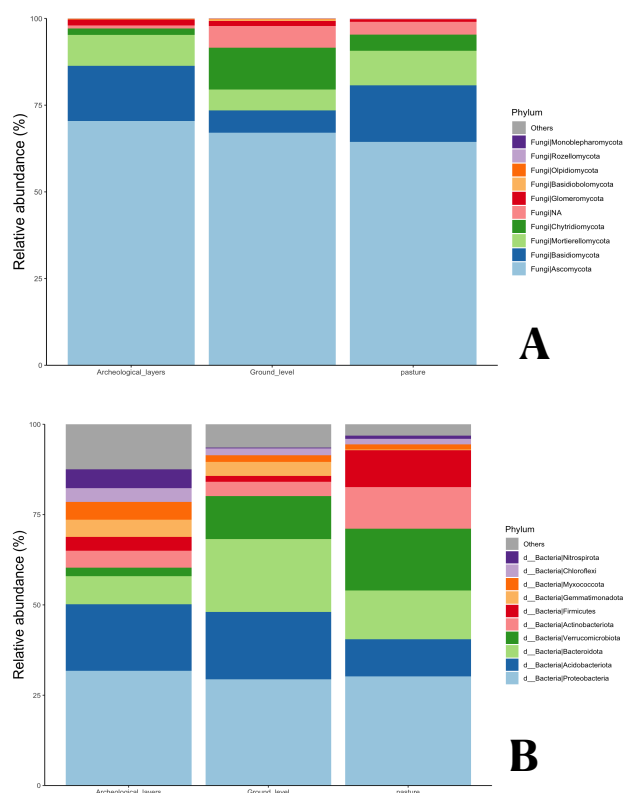 100
75
50
25
0
Relative abundance (%)
Archeological_layers
Ground_level
pasture
Phylum
Others
Fungi|Monoblepharomycota
Fungi|Rozellomycota
Fungi|Olpidiomycota
Fungi|Basidiobolomycota
Fungi|Glomeromycota
Fungi|NA
Fungi|Chytridiomycota
Fungi|Mortierellomycota
Fungi|Basidiomycota
Fungi|Ascomycota
A
100
75
50
25
0
Relative abundance (%)
Archeological_layers
Ground_level
pasture
Phylum
Others
d__Bacteria|Nitrospirota
d__Bacteria|Chloroflexi
d__Bacteria|Myxococcota
d__Bacteria|Gemmatimonadota
d__Bacteria|Firmicutes
d__Bacteria|Actinobacteriota
d__Bacteria|Verrucomicrobiota
d__Bacteria|Bacteroidota
d__Bacteria|Acidobacteriota
d__Bacteria|Proteobacteria
B